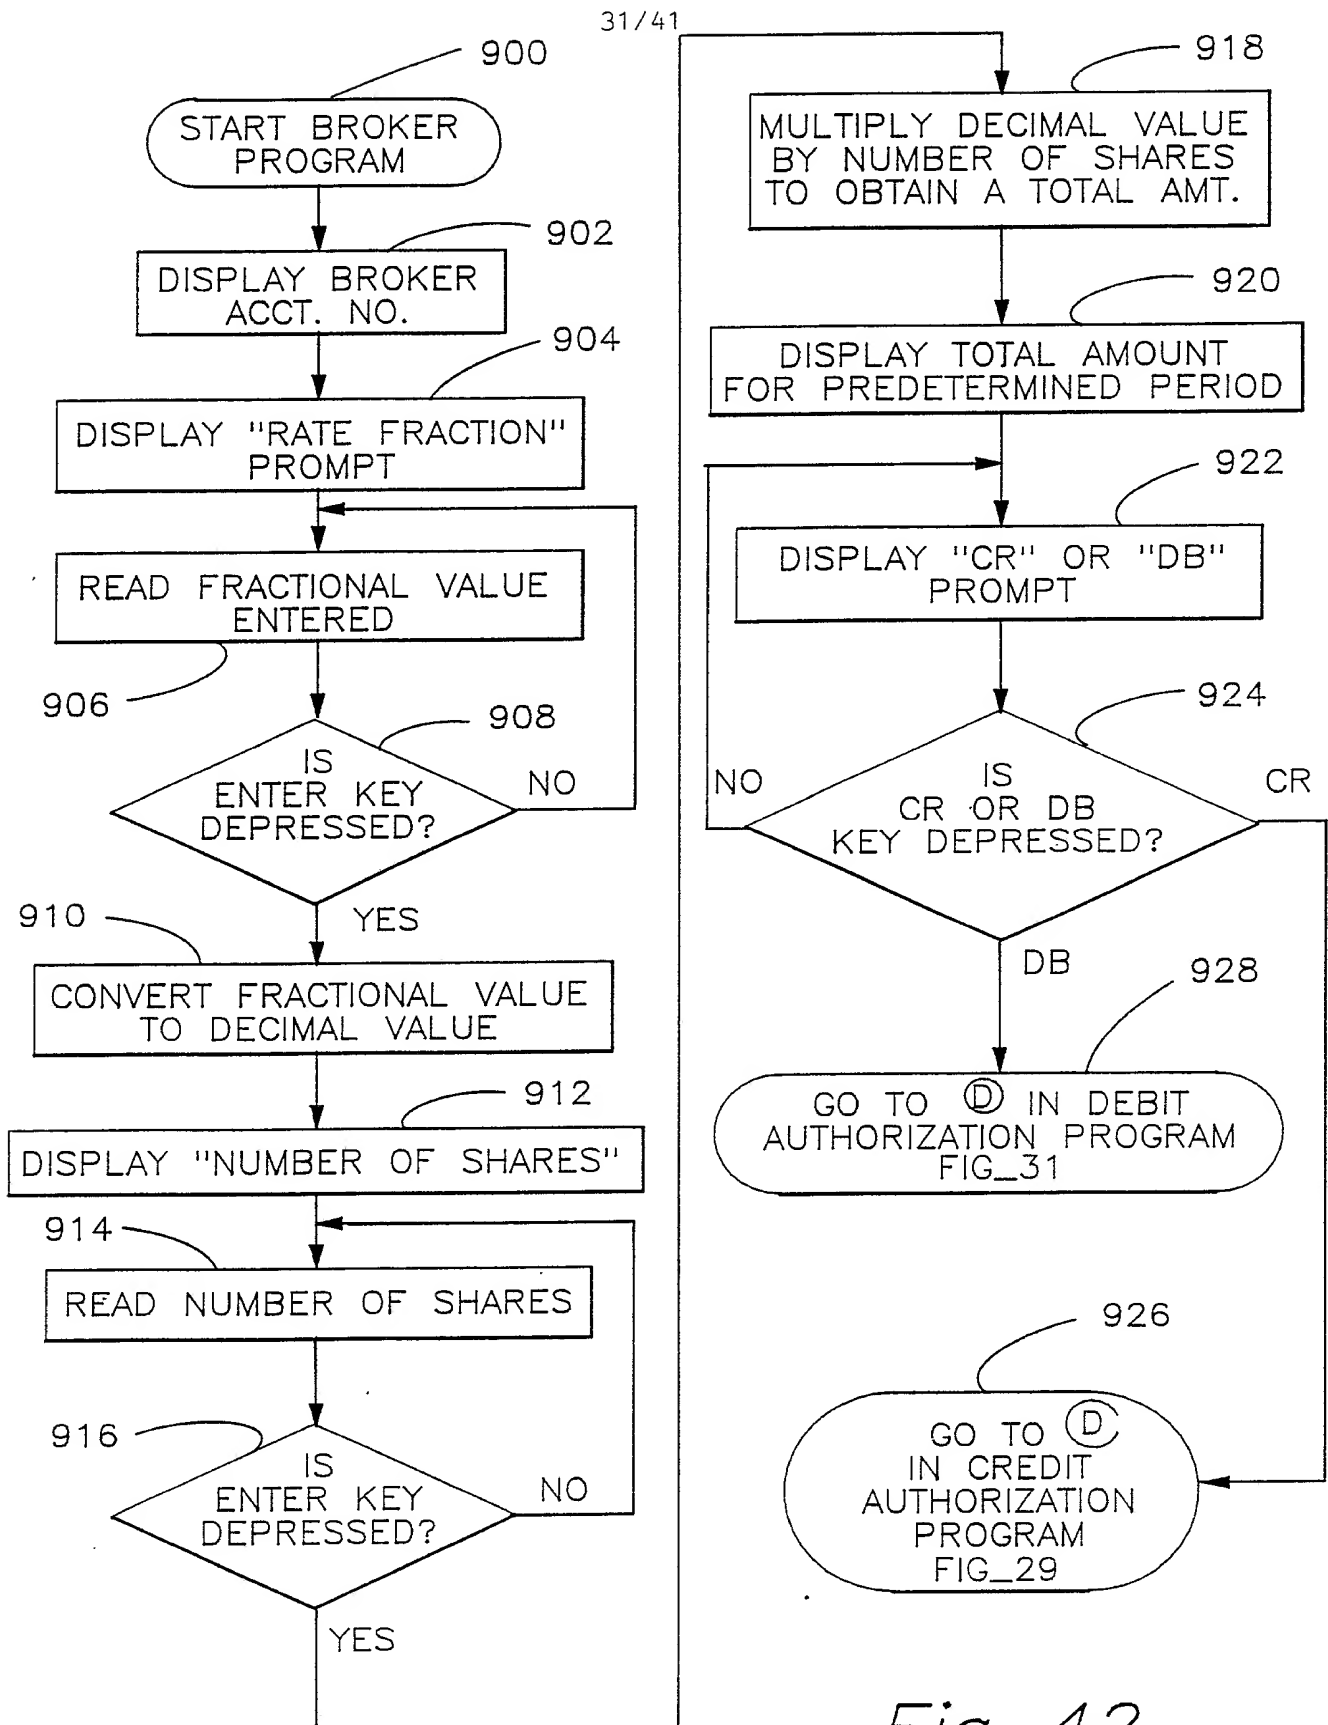 31/41
900
START BROKER
PROGRAM
902
DISPLAY BROKER
ACCT. NO.
904
DISPLAY "RATE FRACTION"
PROMPT
READ FRACTIONAL VALUE
ENTERED
906
908
IS
ENTER KEY
DEPRESSED?
NO
YES
910
CONVERT FRACTIONAL VALUE
TO DECIMAL VALUE
912
DISPLAY "NUMBER OF SHARES"
914
READ NUMBER OF SHARES
916
IS
ENTER KEY
DEPRESSED?
NO
YES
918
MULTIPLY DECIMAL VALUE
BY NUMBER OF SHARES
TO OBTAIN A TOTAL AMT.
920
DISPLAY TOTAL AMOUNT
FOR PREDETERMINED PERIOD
922
DISPLAY "CR" OR "DB"
PROMPT
924
IS
CR OR DB
KEY DEPRESSED?
NO
CR
DB
928
GO TO D IN DEBIT
AUTHORIZATION PROGRAM
FIG_31
926
GO TO D
IN CREDIT
AUTHORIZATION
PROGRAM
FIG_29